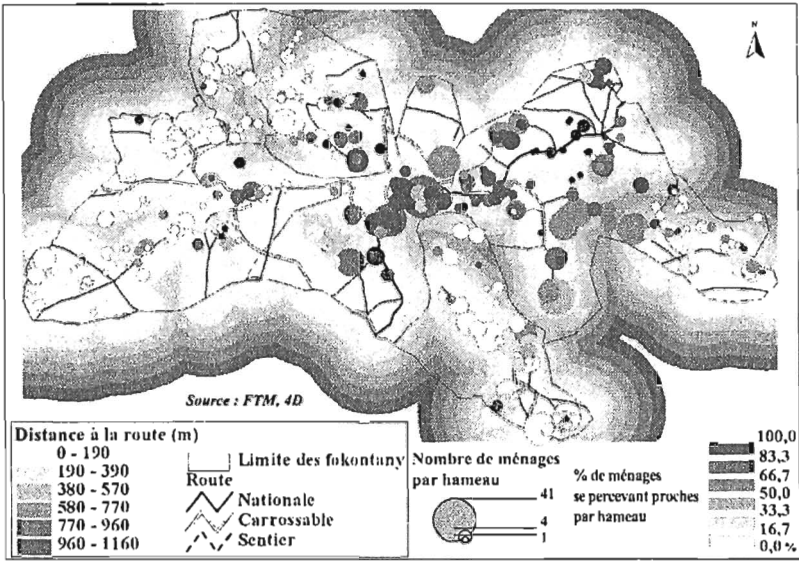 N
Source : FTM, 4D
Distance à la route (m)
0 - 190
190 - 390
380 - 570
580 - 770
770 - 960
960 - 1160
Limite des fokontany
Route
Nationale
Carrossable
Sentier
Nombre de ménages
par hameau
41
4
1
% de ménages
se percevant proches
par hameau
100,0
83,3
66,7
50,0
33,3
16,7
0,0 %